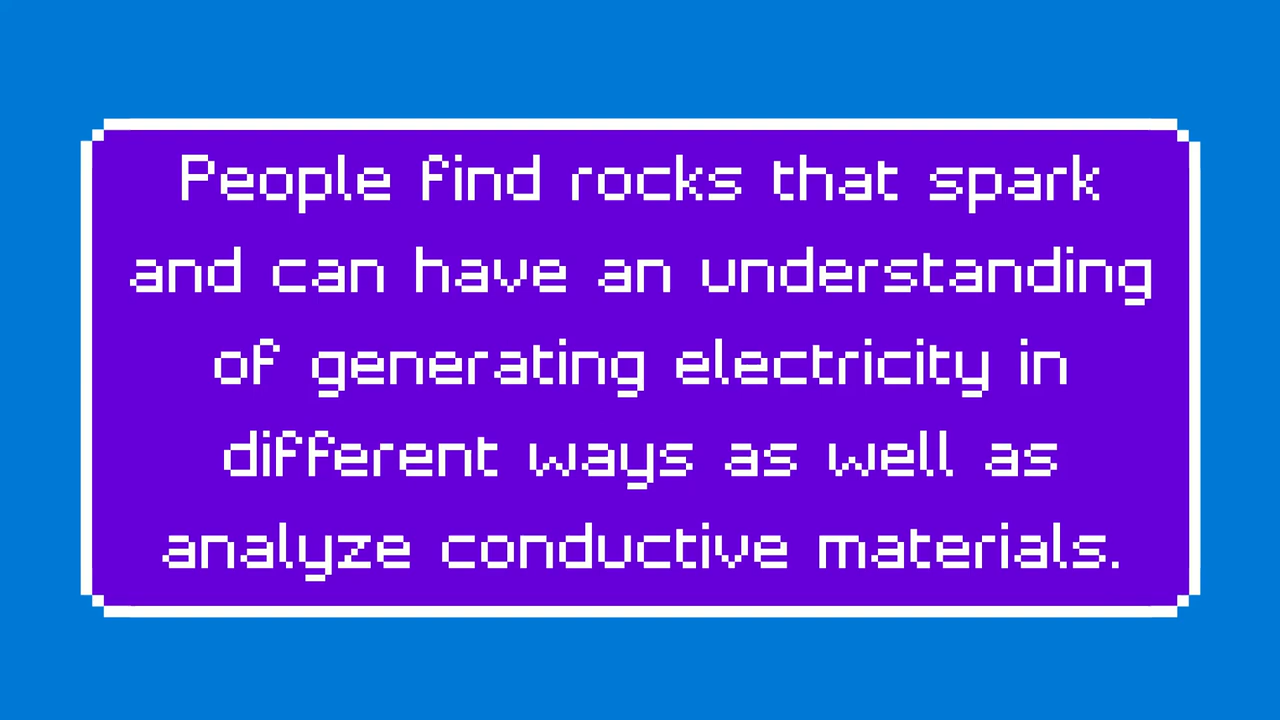 People find rocks that spark
and can have an understanding
of generating electricity in
different ways as well as
analyze conductive materials.